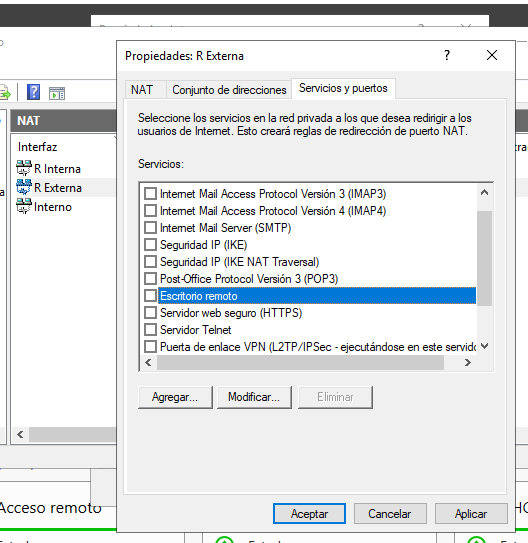 Propiedades: R Externa
?
NAT
Conjunto de direcciones
Servicios y puertos
Seleccione los servicios en la red privada a los que desea redirigir a los
usuarios de Internet. Esto creará reglas de redirección de puerto NAT.
Servicios:
Internet Mail Access Protocol Versión 3 (IMAP3)
Internet Mail Access Protocol Versión 4 (IMAP4)
Internet Mail Server (SMTP)
Seguridad IP (IKE)
Seguridad IP (IKE NAT Traversal)
Post-Office Protocol Versión 3 (POP3)
Escritorio remoto
Servidor web seguro (HTTPS)
Servidor Telnet
Puerta de enlace VPN (L2TP/IPSec - ejecutándose en este servido
Agregar...
Modificar...
Eliminar
Aceptar
Cancelar
Aplicar
NAT
Interfaz
R Interna
R Externa
Interno
Acceso remoto